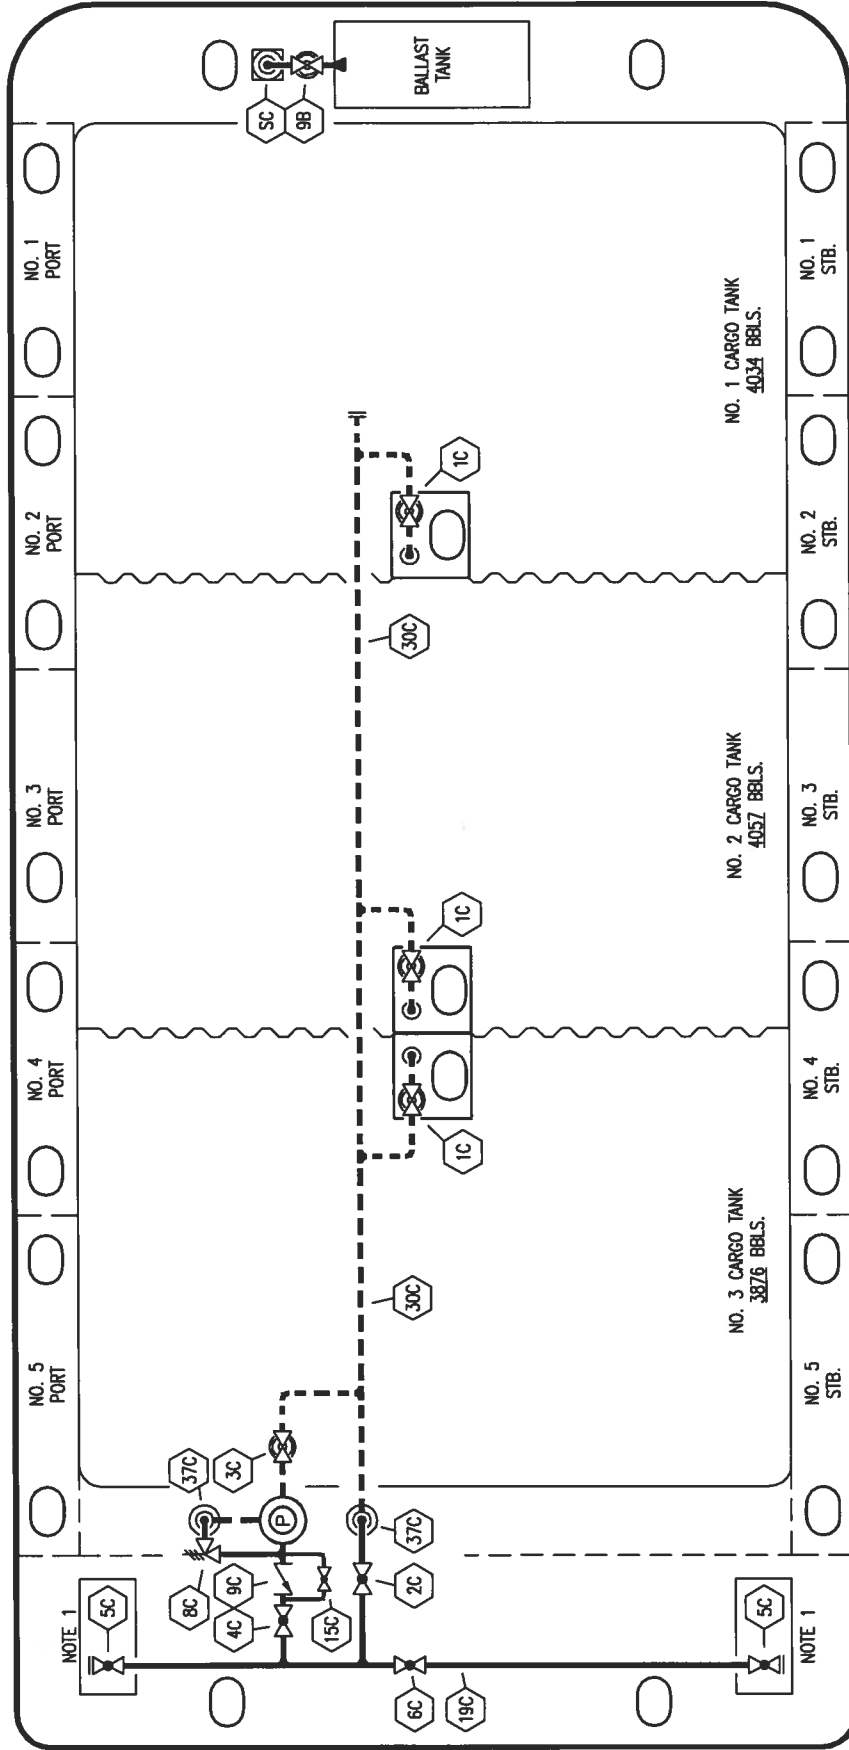 SC
9B
BALLAST
TANK
NO. 1
PORT
NO. 1
STB.
NO. 1 CARGO TANK
4034 BBLS.
1C
NO. 2
PORT
NO. 2
STB.
30C
NO. 3
PORT
NO. 2 CARGO TANK
4057 BBLS.
NO. 3
STB.
1C
NO. 4
PORT
NO. 4
STB.
1C
NO. 3 CARGO TANK
3876 BBLS.
30C
NO. 5
PORT
NO. 5
STB.
37C
3C
P
37C
8C
9C
4C
15C
2C
NOTE 1
5C
6C
19C
5C
NOTE 1